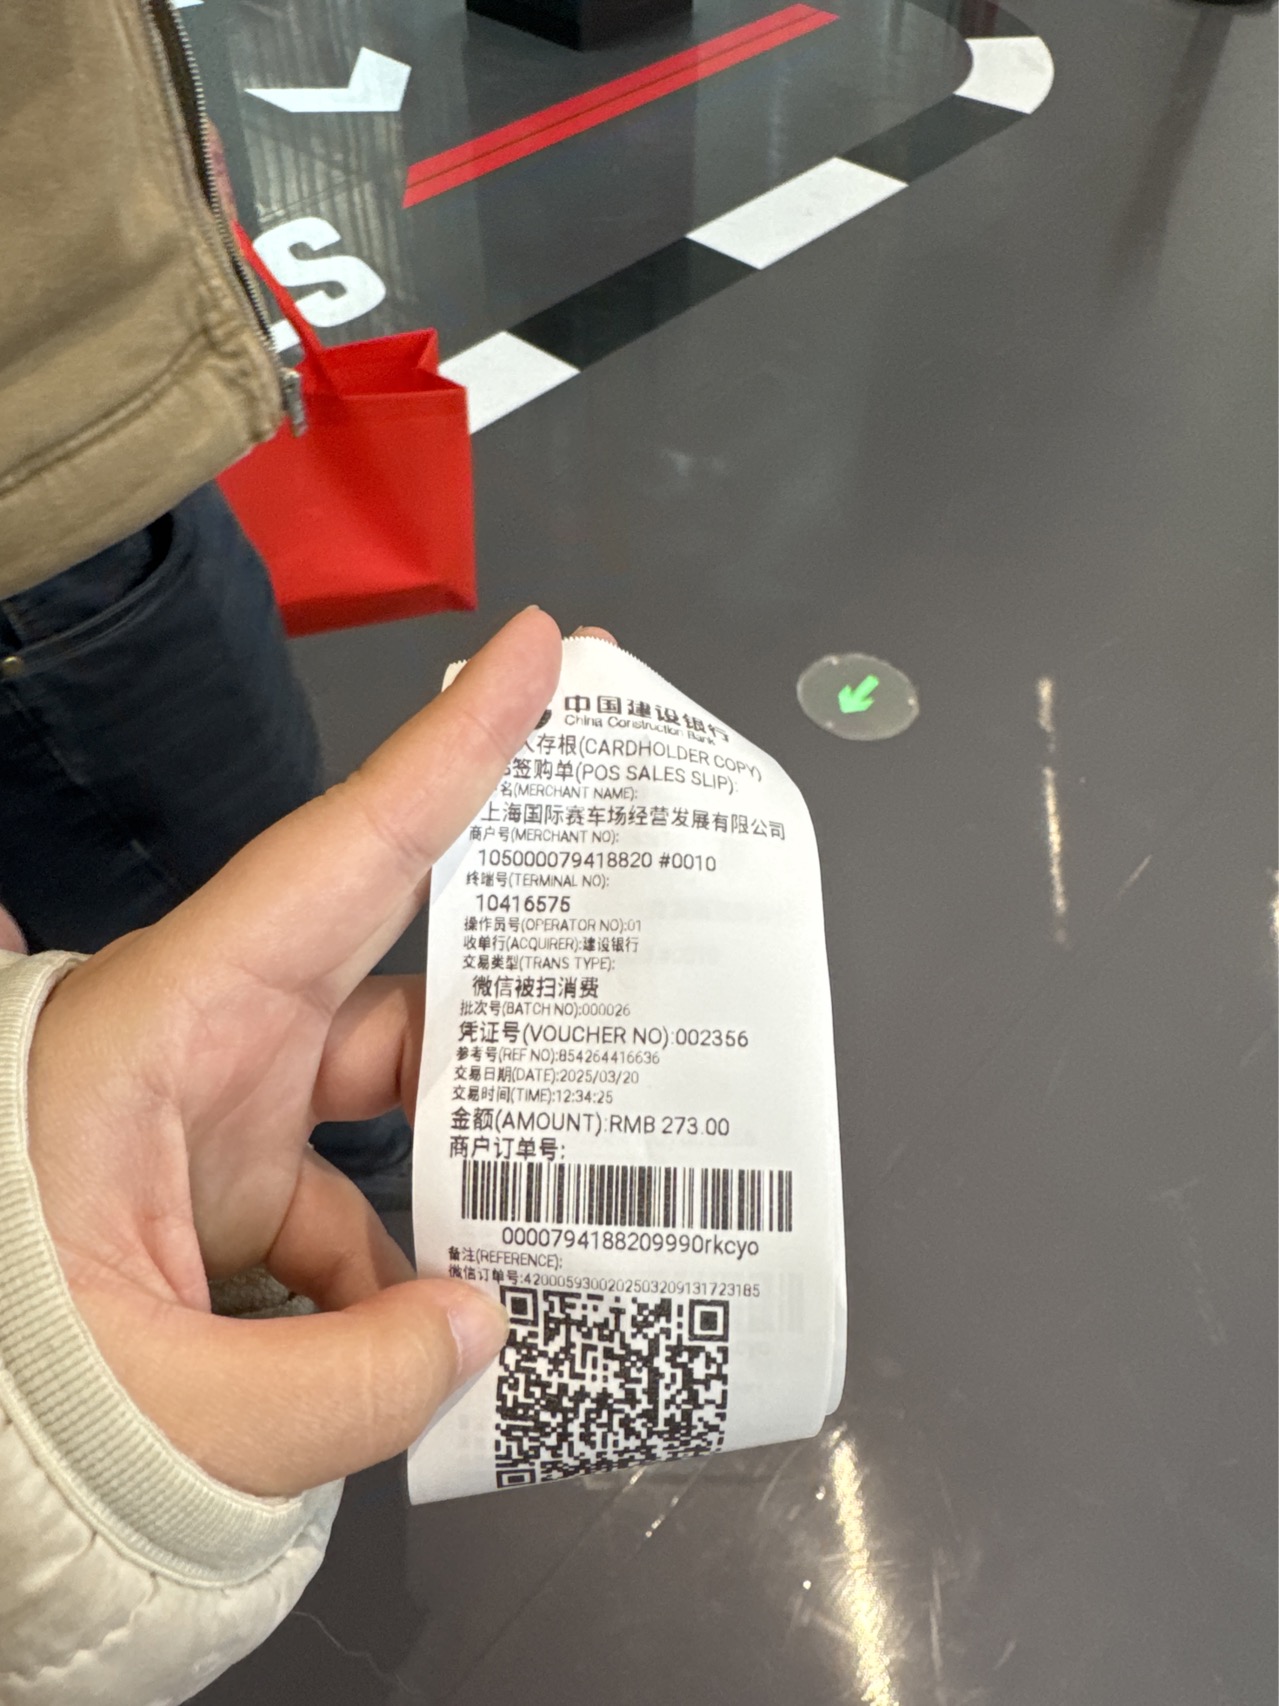 S
中国建设银行
China Construction Bank
人存根(CARDHOLDER COPY)
签购单(POS SALES SLIP):
名(MERCHANT NAME):
上海国际赛车场经营发展有限公司
商户号(MERCHANT NO):
105000079418820 #0010
终端号(TERMINAL NO):
10416575
操作员号(OPERATOR NO):01
收单行(ACQUIRER):建设银行
交易类型(TRANS TYPE):
微信被扫消费
批次号(BATCH NO):000026
凭证号(VOUCHER NO):002356
参考号(REF NO):854264416636
交易日期(DATE):2025/03/20
交易时间(TIME):12:34:25
金额(AMOUNT):RMB 273.00
商户订单号:
0000794188209990rkcyo
备注(REFERENCE):
微信订单号:4200059300202503209131723185